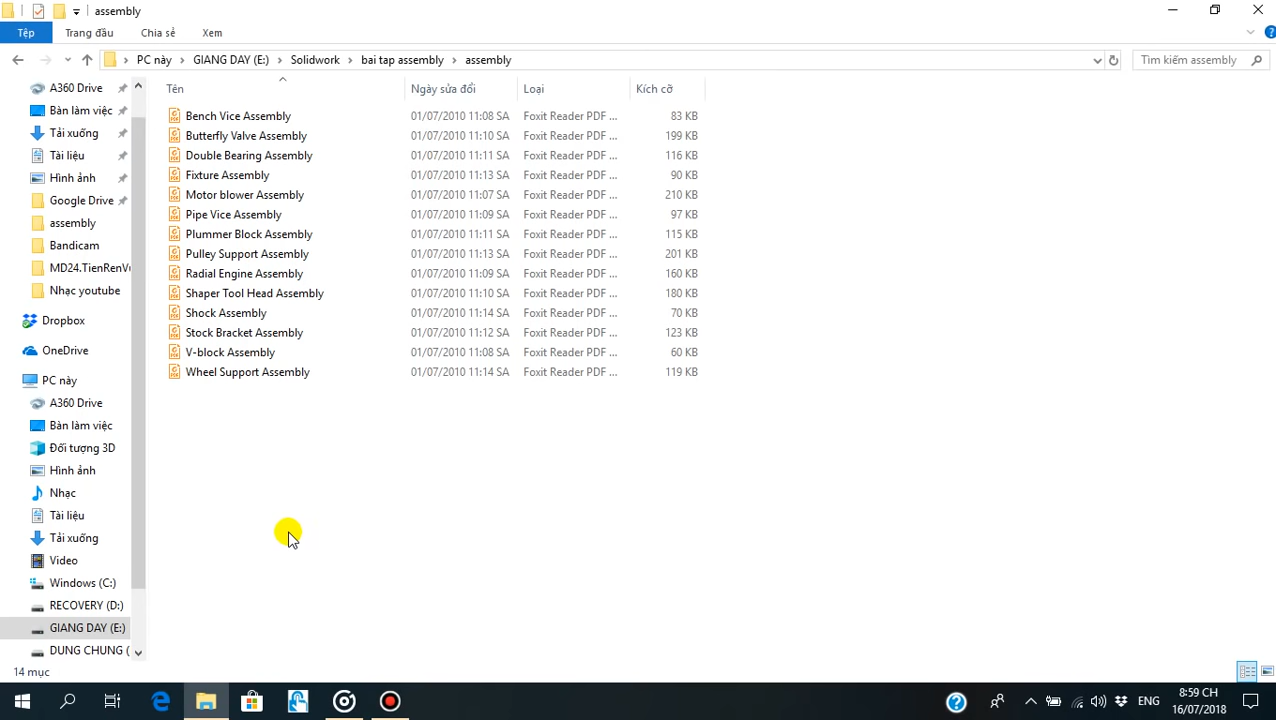 assembly
Tệp Trang đầu Chia sẻ Xem
PC này GIANG DAY (E:) Solidwork bai tap assembly assembly
Tìm kiếm assembly
Tên Ngày sửa đổi Loại Kích cỡ
A360 Drive
Bàn làm việc
Tải xuống
Tài liệu
Hình ảnh
Google Drive
assembly
Bandicam
MD24.TienRenVu
Nhạc youtube
Dropbox
OneDrive
PC này
A360 Drive
Bàn làm việc
Đối tượng 3D
Hình ảnh
Nhạc
Tài liệu
Tải xuống
Video
Windows (C:)
RECOVERY (D:)
GIANG DAY (E:)
DUNG CHUNG (
Bench Vice Assembly 01/07/2010 11:08 SA Foxit Reader PDF ... 83 KB
Butterfly Valve Assembly 01/07/2010 11:10 SA Foxit Reader PDF ... 199 KB
Double Bearing Assembly 01/07/2010 11:11 SA Foxit Reader PDF ... 116 KB
Fixture Assembly 01/07/2010 11:13 SA Foxit Reader PDF ... 90 KB
Motor blower Assembly 01/07/2010 11:07 SA Foxit Reader PDF ... 210 KB
Pipe Vice Assembly 01/07/2010 11:09 SA Foxit Reader PDF ... 97 KB
Plummer Block Assembly 01/07/2010 11:11 SA Foxit Reader PDF ... 115 KB
Pulley Support Assembly 01/07/2010 11:13 SA Foxit Reader PDF ... 201 KB
Radial Engine Assembly 01/07/2010 11:09 SA Foxit Reader PDF ... 160 KB
Shaper Tool Head Assembly 01/07/2010 11:10 SA Foxit Reader PDF ... 180 KB
Shock Assembly 01/07/2010 11:14 SA Foxit Reader PDF ... 70 KB
Stock Bracket Assembly 01/07/2010 11:12 SA Foxit Reader PDF ... 123 KB
V-block Assembly 01/07/2010 11:08 SA Foxit Reader PDF ... 60 KB
Wheel Support Assembly 01/07/2010 11:14 SA Foxit Reader PDF ... 119 KB
14 mục
ENG
8:59 CH
16/07/2018